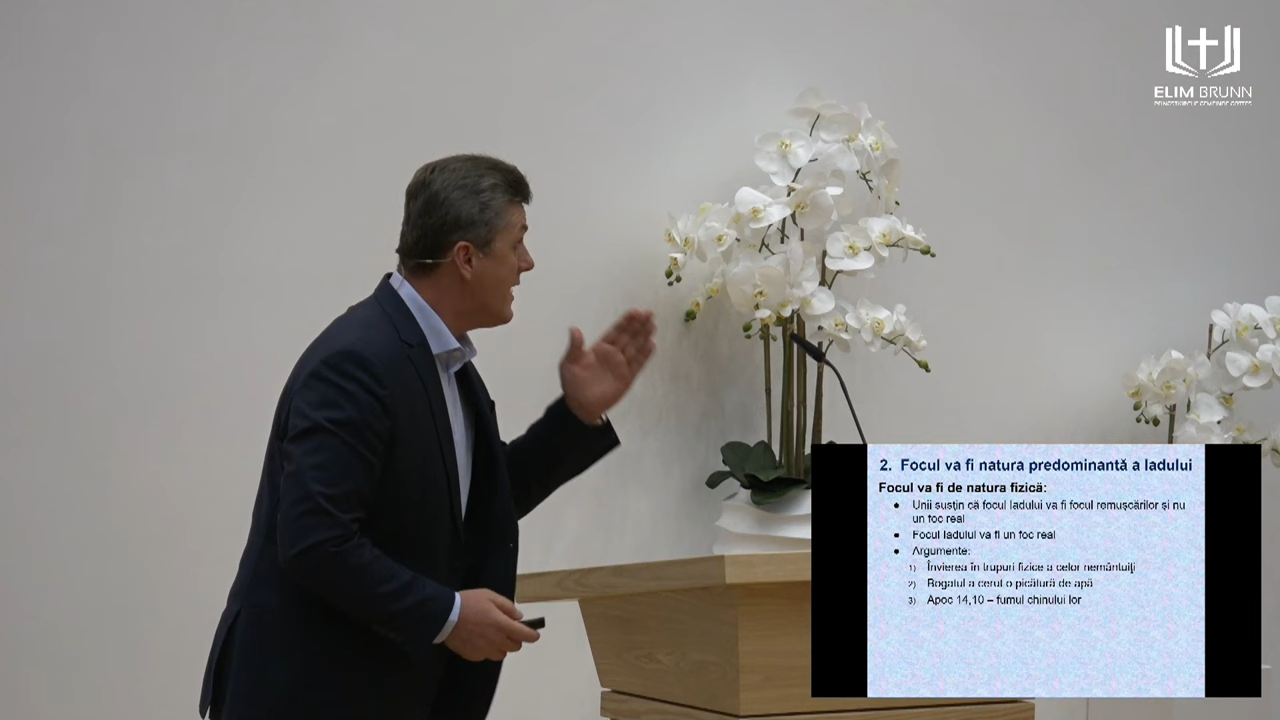 ELIM BRUNN
PFINGSTKIRCHE GEMEINDE GOTTES
2. Focul va fi natura predominantă a Iadului
Focul va fi de natura fizică:
● Unii susțin că focul Iadului va fi focul remușcărilor și nu
un foc real
● Focul Iadului va fi un foc real
● Argumente:
1) Învierea în trupuri fizice a celor nemântuiți
2) Bogatul a cerut o picătură de apă
3) Apoc 14,10 – fumul chinului lor